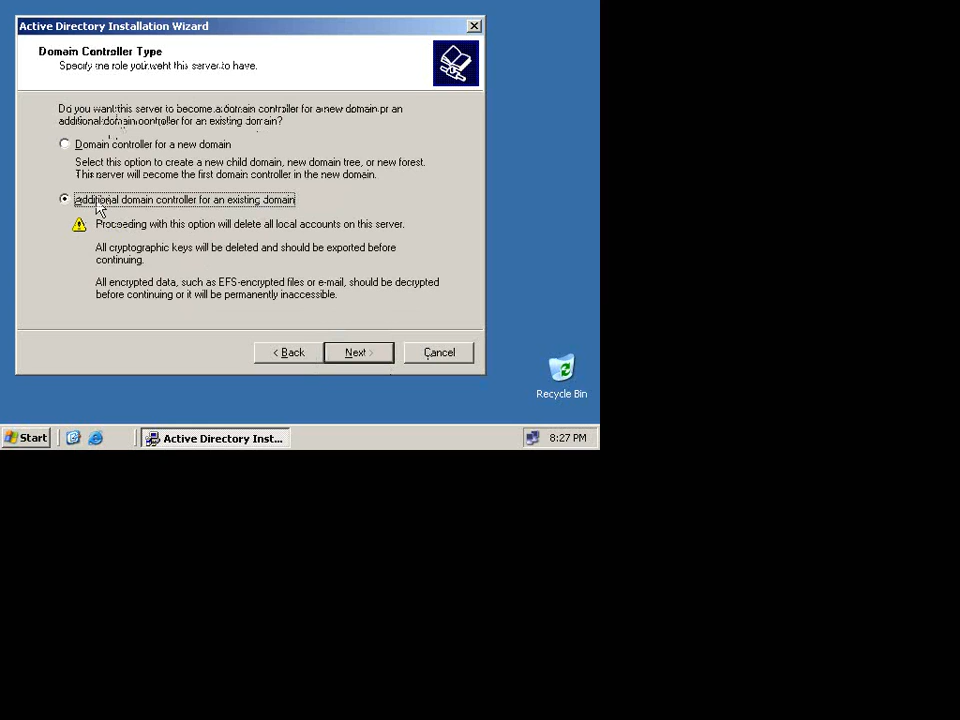 Active Directory Installation Wizard
Domain Controller Type
Specify the role you want this server to have.
Do you want this server to become a domain controller for a new domain or an
additional domain controller for an existing domain?
Domain controller for a new domain
Select this option to create a new child domain, new domain tree, or new forest.
This server will become the first domain controller in the new domain.
Additional domain controller for an existing domain
Proceeding with this option will delete all local accounts on this server.
All cryptographic keys will be deleted and should be exported before
continuing.
All encrypted data, such as EFS-encrypted files or e-mail, should be decrypted
before continuing or it will be permanently inaccessible.
< Back Next > Cancel
Recycle Bin
Start Active Directory Inst... 8:27 PM